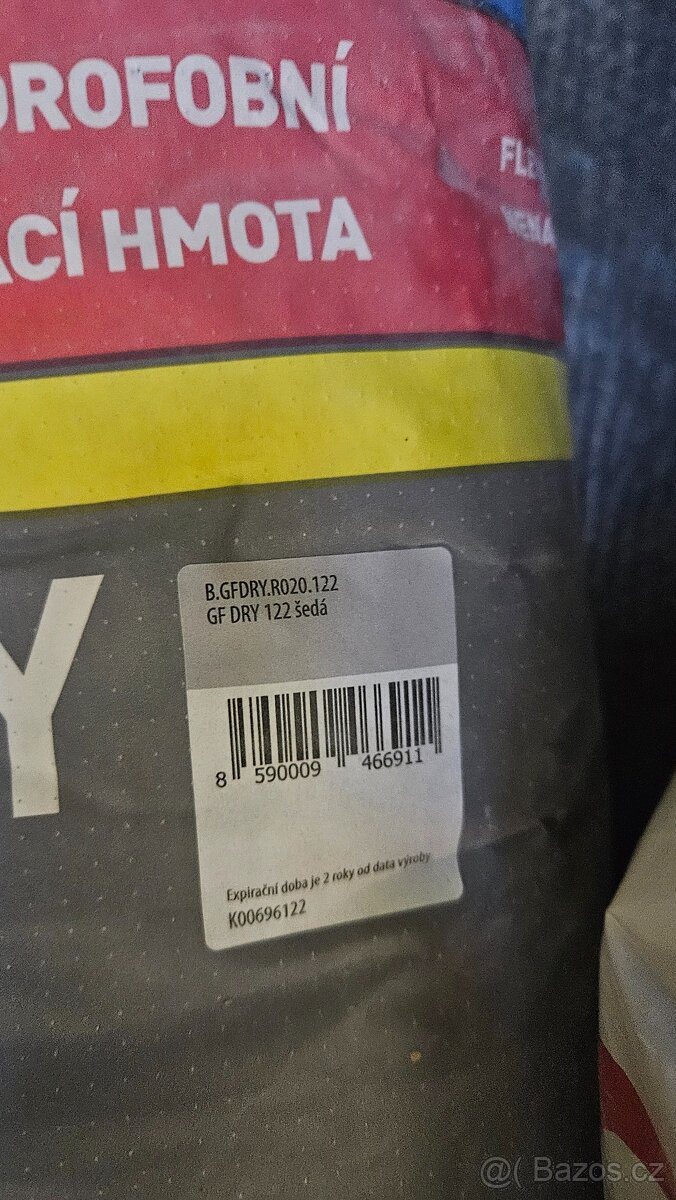 DROFOBNÍ
ACÍ HMOTA
Y
B.GFDRY.R020.122
GF DRY 122 šedá
8 590009 466911
Expirační doba je 2 roky od data výroby
K00696122
@( Bazos.cz